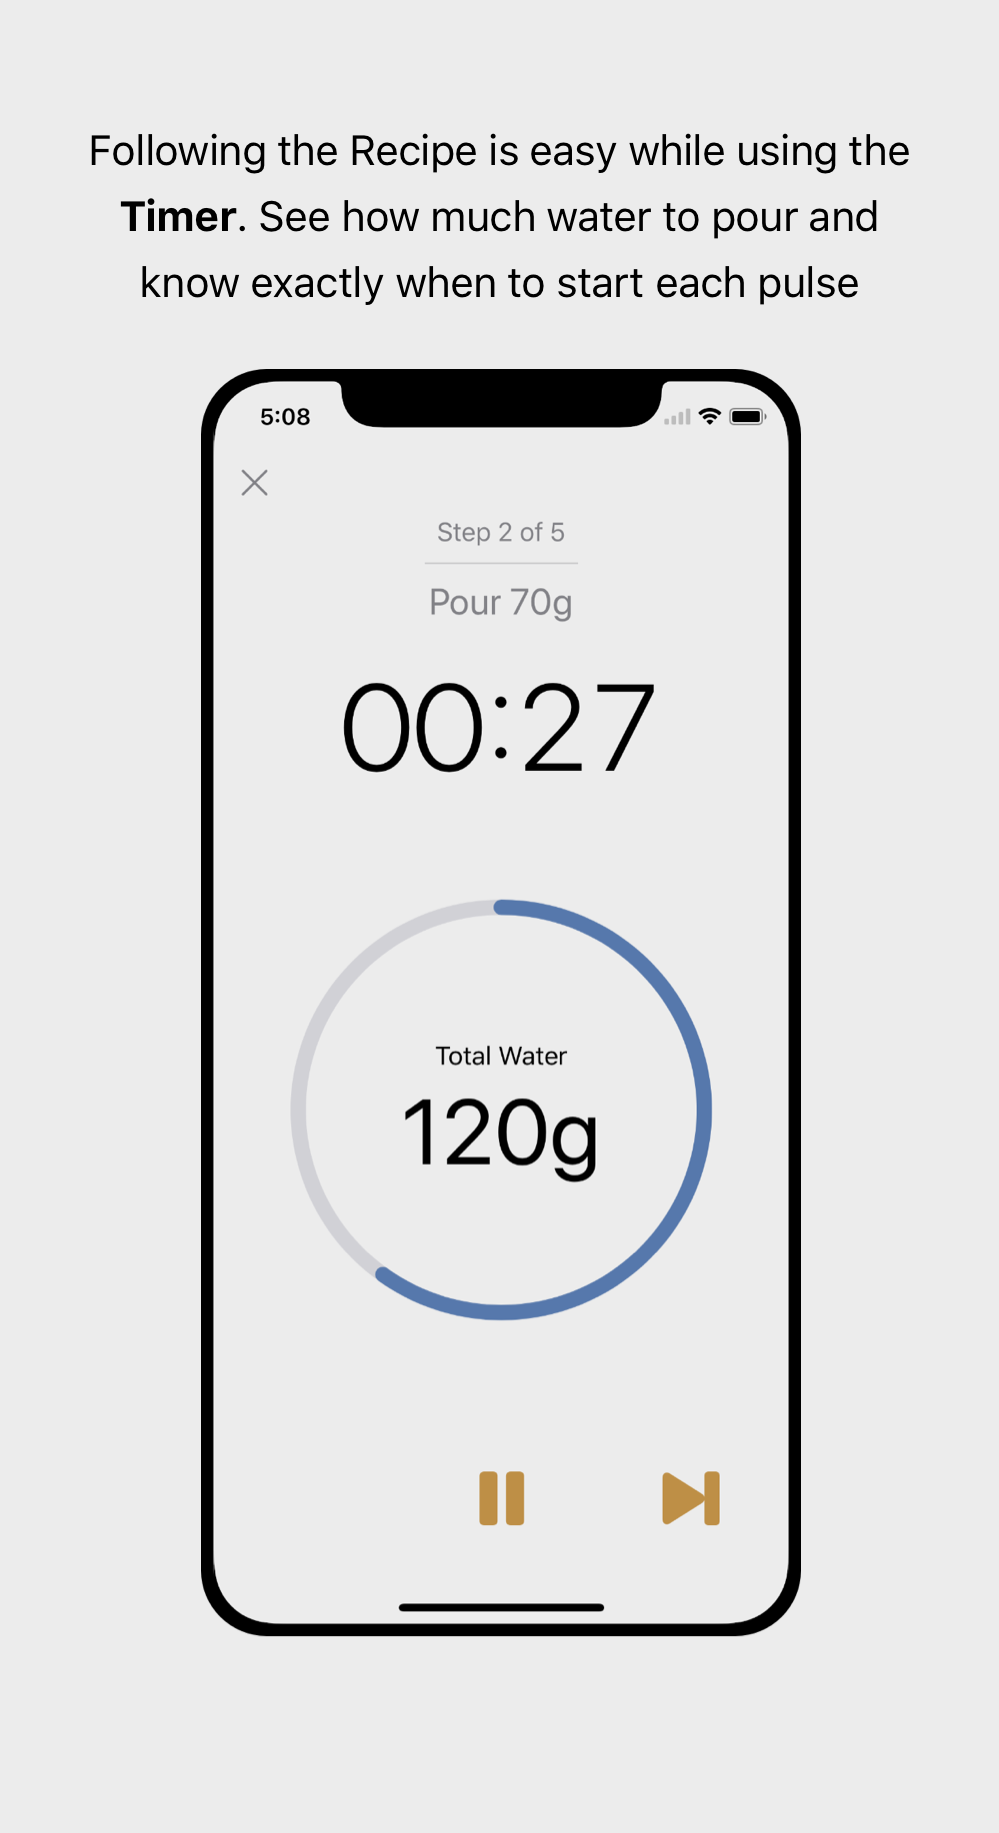 Following the Recipe is easy while using the
Timer. See how much water to pour and
know exactly when to start each pulse
5:08
Step 2 of 5
Pour 70g
00:27
Total Water
120g